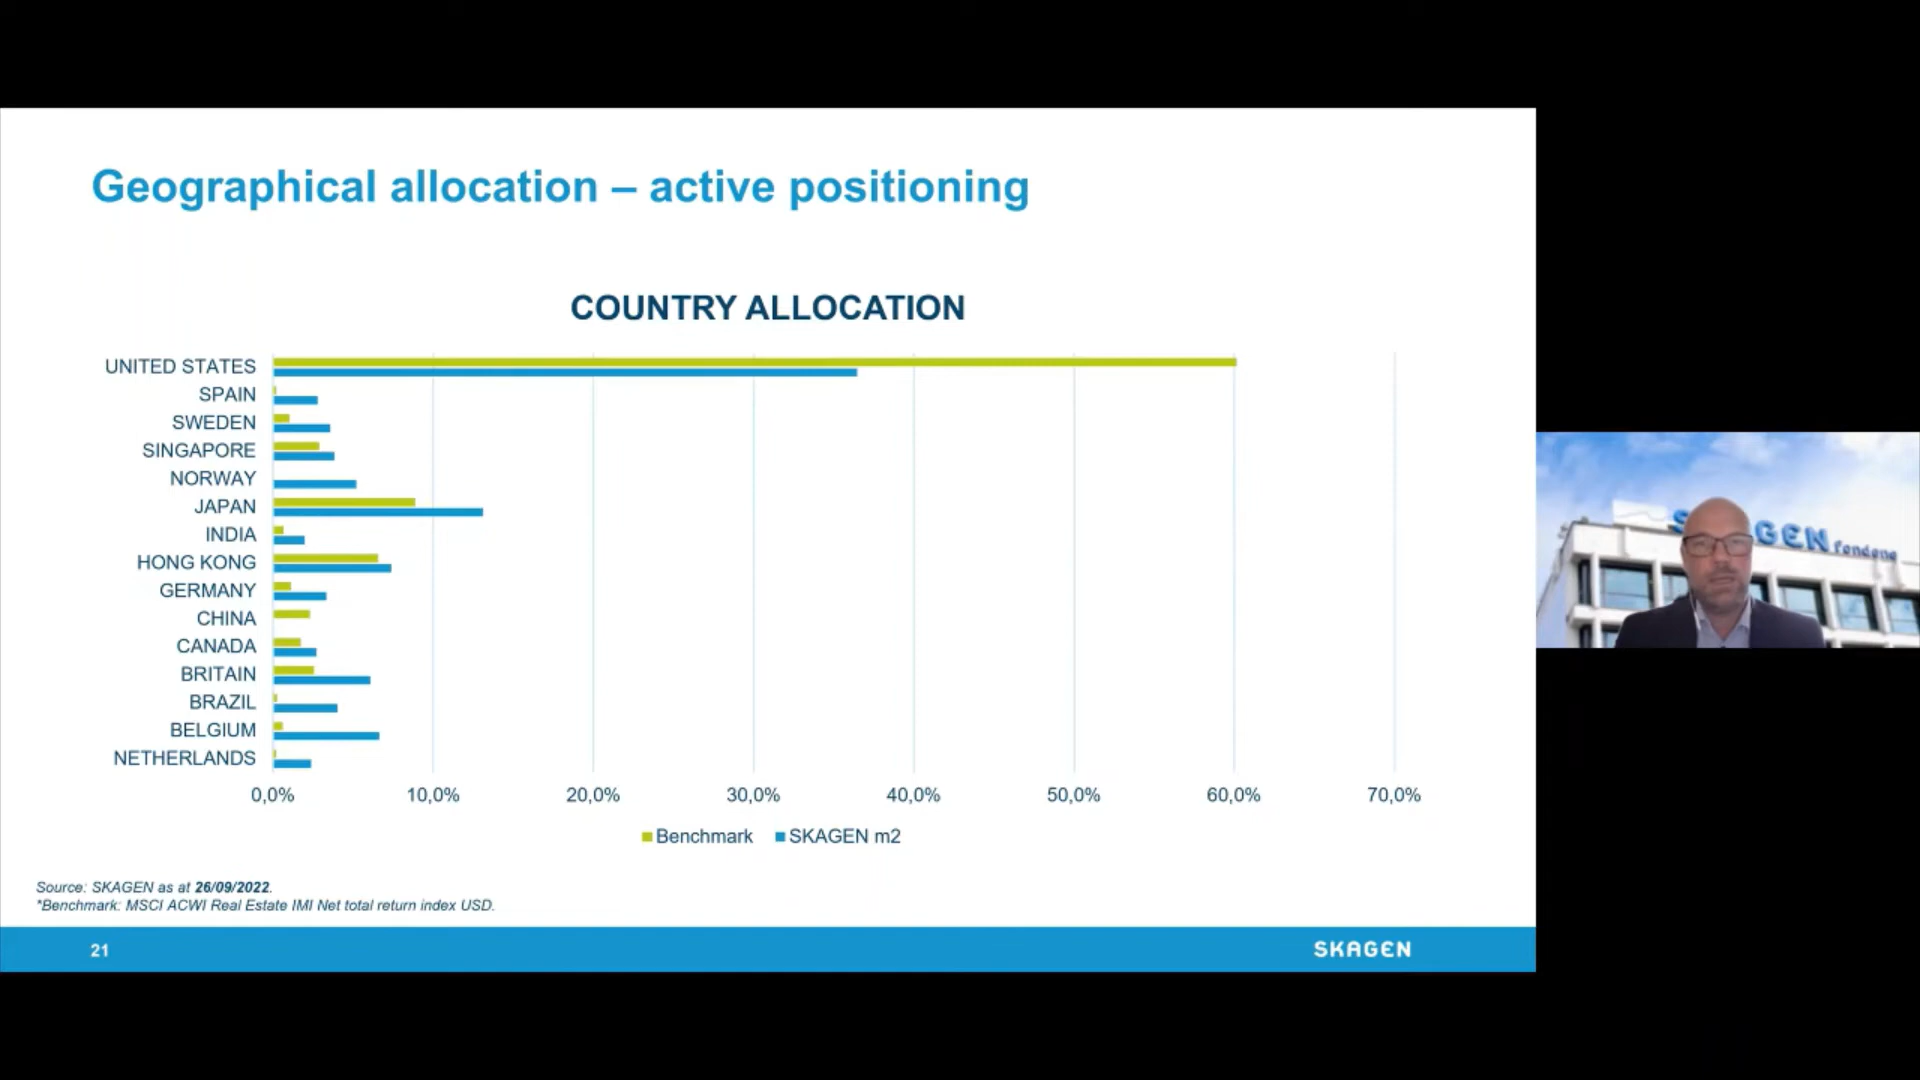 Geographical allocation – active positioning
COUNTRY ALLOCATION
UNITED STATES
SPAIN
SWEDEN
SINGAPORE
NORWAY
JAPAN
INDIA
HONG KONG
GERMANY
CHINA
CANADA
BRITAIN
BRAZIL
BELGIUM
NETHERLANDS
0,0% 10,0% 20,0% 30,0% 40,0% 50,0% 60,0% 70,0%
Benchmark SKAGEN m2
Source: SKAGEN as at 26/09/2022.
*Benchmark: MSCI ACWI Real Estate IMI Net total return index USD.
21 SKAGEN
GEN fondene